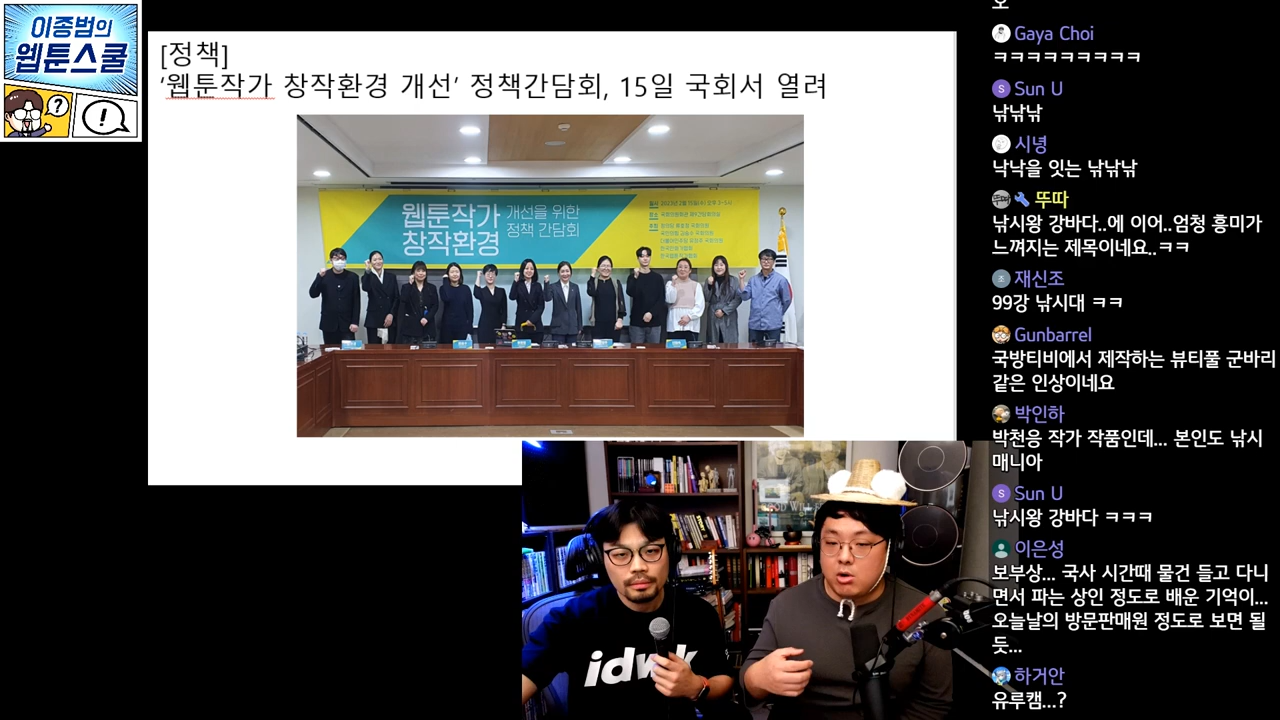 이종범의
웹툰스쿨
?
!
[정책]
‘웹툰작가 창작환경 개선’ 정책간담회, 15일 국회서 열려
웹툰작가
창작환경
개선을 위한
정책 간담회
idwk
오
Gaya Choi
ㅋㅋㅋㅋㅋㅋㅋㅋㅋ
S Sun U
낚낚낚
시녕
낙낙을 잇는 낚낚낚
뚜따
낚시왕 강바다..에 이어..엄청 흥미가
느껴지는 제목이네요..ㅋㅋ
재신조
99강 낚시대 ㅋㅋ
Gunbarrel
국방티비에서 제작하는 뷰티풀 군바리
같은 인상이네요
박인하
박천응 작가 작품인데... 본인도 낚시
매니아
S Sun U
낚시왕 강바다 ㅋㅋㅋ
이은성
보부상... 국사 시간때 물건 들고 다니
면서 파는 상인 정도로 배운 기억이...
오늘날의 방문판매원 정도로 보면 될
듯...
하거안
유루캠...?